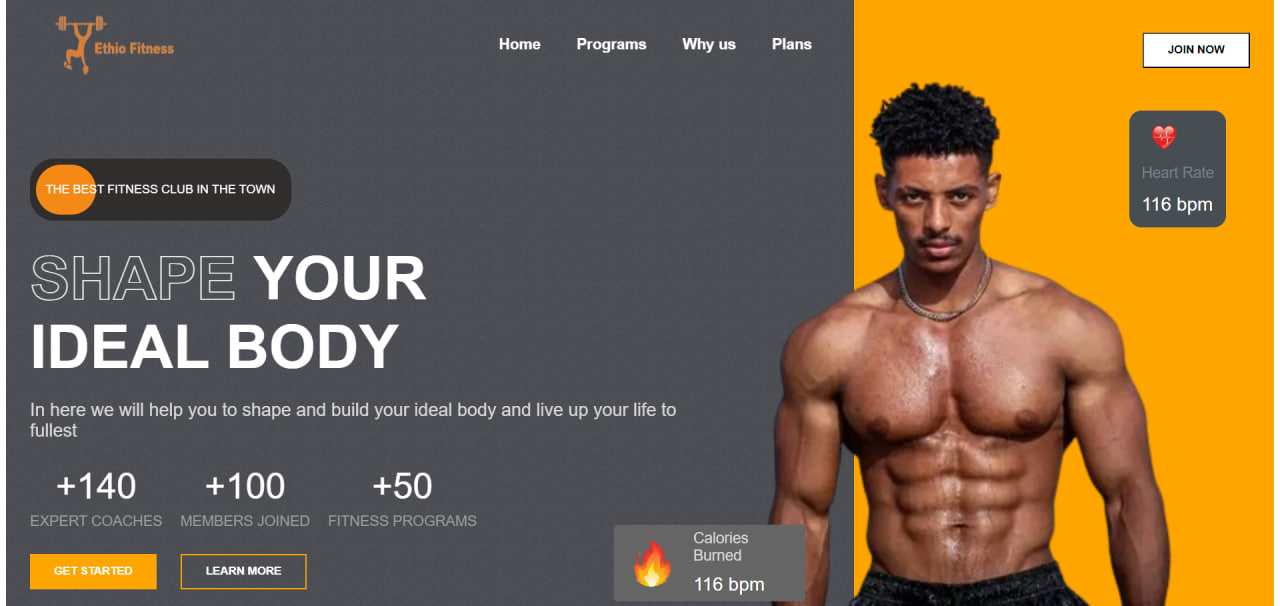 Ethio Fitness
Home Programs Why us Plans
JOIN NOW
Heart Rate
116 bpm
THE BEST FITNESS CLUB IN THE TOWN
SHAPE YOUR
IDEAL BODY
In here we will help you to shape and build your ideal body and live up your life to
fullest
+140 +100 +50
EXPERT COACHES MEMBERS JOINED FITNESS PROGRAMS
Calories
Burned
116 bpm
GET STARTED LEARN MORE